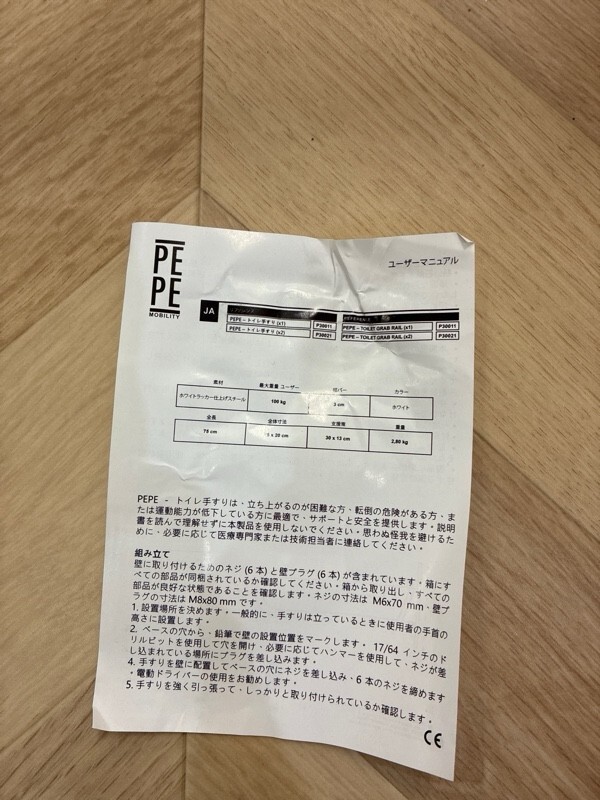 PE
PE
MOBILITY
ユーザーマニュアル
JA
PEPE – トイレ手すり (x1) P30011
PEPE – トイレ手すり (x2) P30021
REFERENCE
PEPE – TOILET GRAB RAIL (x1) P30011
PEPE – TOILET GRAB RAIL (x2) P30021
素材 最大重量 ユーザー バー カラー
ホワイトラッカー仕上げスチール 100 kg 3 cm ホワイト
全長 全体寸法 支援席 重量
75 cm x 20 cm 30 x 13 cm 2,80 kg
PEPE - トイレ手すりは、立ち上がるのが困難な方、転倒の危険がある方、ま
たは運動能力が低下している方に最適で、サポートと安全を提供します。説明
書を読んで理解せずに本製品を使用しないでください。思わぬ怪我を避けるた
めに、必要に応じて医療専門家または技術担当者に連絡してください。
組み立て
壁に取り付けるためのネジ (6 本) と壁プラグ (6 本) が含まれています。箱にす
べての部品が同梱されているか確認してください。箱から取り出し、すべての
部品が良好な状態であることを確認します。ネジの寸法は M6x70 mm、壁プ
ラグの寸法は M8x80 mm です。
1. 設置場所を決めます。一般的に、手すりは立っているときに使用者の手首の
高さに設置します。
2. ベースの穴から、鉛筆で壁の設置位置をマークします。 17/64 インチのド
リルビットを使用して穴を開け、必要に応じてハンマーを使用して、ネジが差
し込まれている場所にプラグを差し込みます。
4. 手すりを壁に配置してベースの穴にネジを差し込み、6 本のネジを締めます
。電動ドライバーの使用をお勧めします。
5. 手すりを強く引っ張って、しっかりと取り付けられているか確認します。
CE